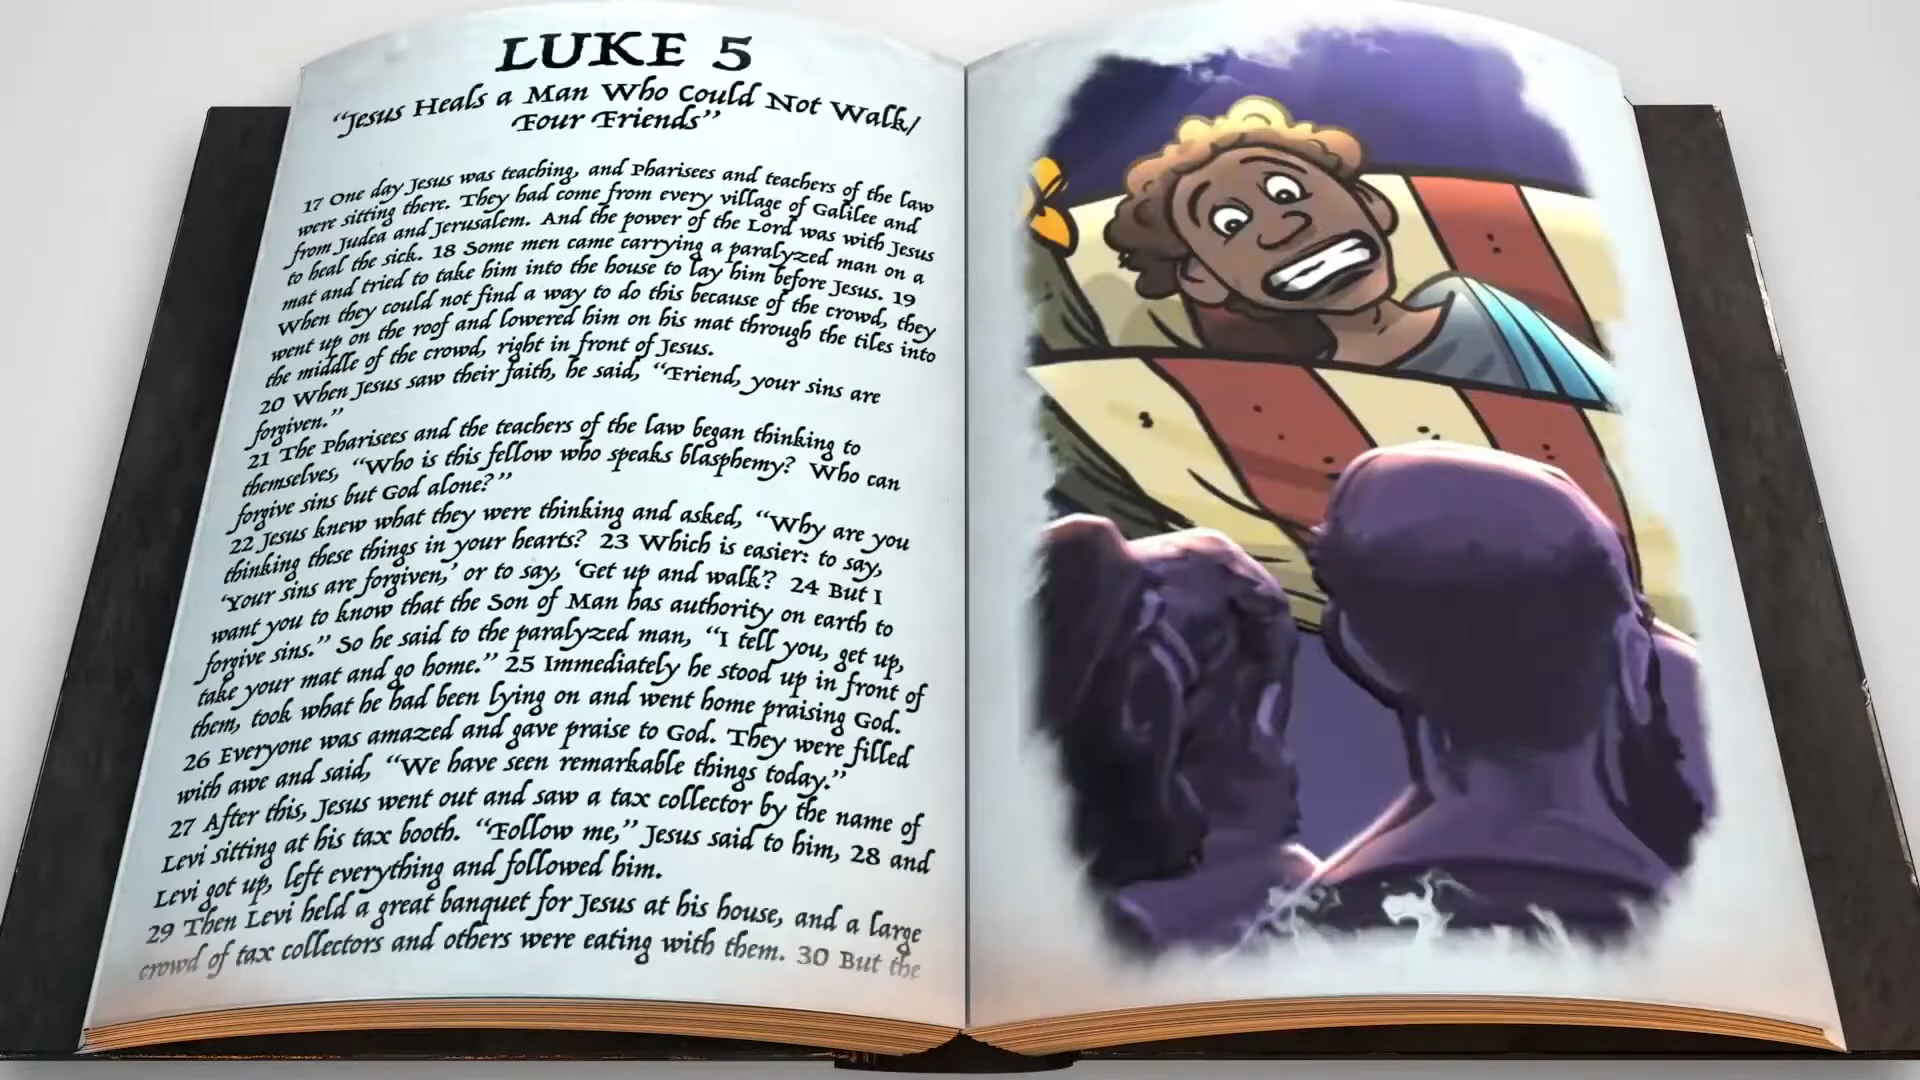 LUKE 5
“Jesus Heals a Man Who Could Not Walk/
Four Friends”
17 One day Jesus was teaching, and Pharisees and teachers of the law
were sitting there. They had come from every village of Galilee and
from Judea and Jerusalem. And the power of the Lord was with Jesus
to heal the sick. 18 Some men came carrying a paralyzed man on a
mat and tried to take him into the house to lay him before Jesus. 19
When they could not find a way to do this because of the crowd, they
went up on the roof and lowered him on his mat through the tiles into
the middle of the crowd, right in front of Jesus.
20 When Jesus saw their faith, he said, “Friend, your sins are
forgiven.”
21 The Pharisees and the teachers of the law began thinking to
themselves, “Who is this fellow who speaks blasphemy? Who can
forgive sins but God alone?”
22 Jesus knew what they were thinking and asked, “Why are you
thinking these things in your hearts? 23 Which is easier: to say,
‘Your sins are forgiven,’ or to say, ‘Get up and walk’? 24 But I
want you to know that the Son of Man has authority on earth to
forgive sins.” So he said to the paralyzed man, “I tell you, get up,
take your mat and go home.” 25 Immediately he stood up in front of
them, took what he had been lying on and went home praising God.
26 Everyone was amazed and gave praise to God. They were filled
with awe and said, “We have seen remarkable things today.”
27 After this, Jesus went out and saw a tax collector by the name of
Levi sitting at his tax booth. “Follow me,” Jesus said to him, 28 and
Levi got up, left everything and followed him.
29 Then Levi held a great banquet for Jesus at his house, and a large
crowd of tax collectors and others were eating with them. 30 But the